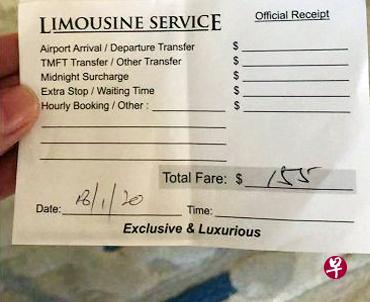 LIMOUSINE SERVICE
Official Receipt
Airport Arrival / Departure Transfer $
TMFT Transfer / Other Transfer $
Midnight Surcharge $
Extra Stop / Waiting Time $
Hourly Booking / Other : $
Total Fare: $ 155
Date: 18/1/20 Time:
Exclusive & Luxurious
早